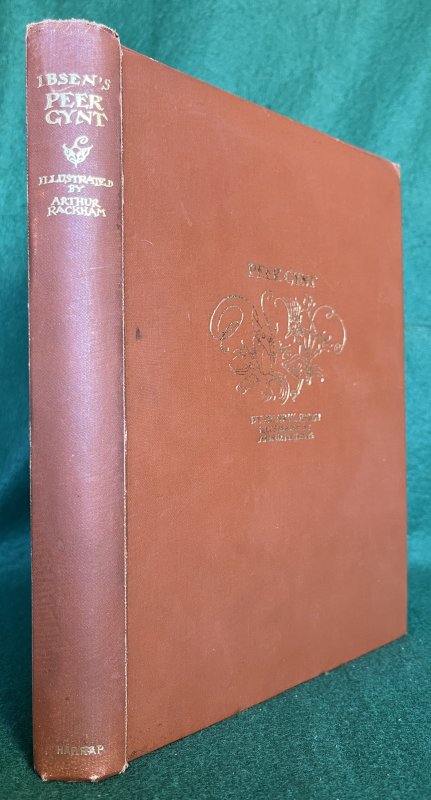 IBSEN'S
PEER
GYNT
ILLUSTRATED
BY
ARTHUR
RACKHAM
HARRAP
PEER GYNT